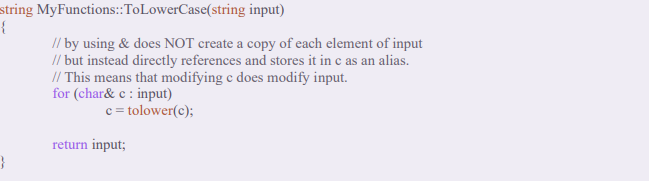 string MyFunctions::ToLowerCase(string input)
{
// by using & does NOT create a copy of each element of input
// but instead directly references and stores it in c as an alias.
// This means that modifying c does modify input.
for (char& c : input)
c = tolower(c);
return input;
}